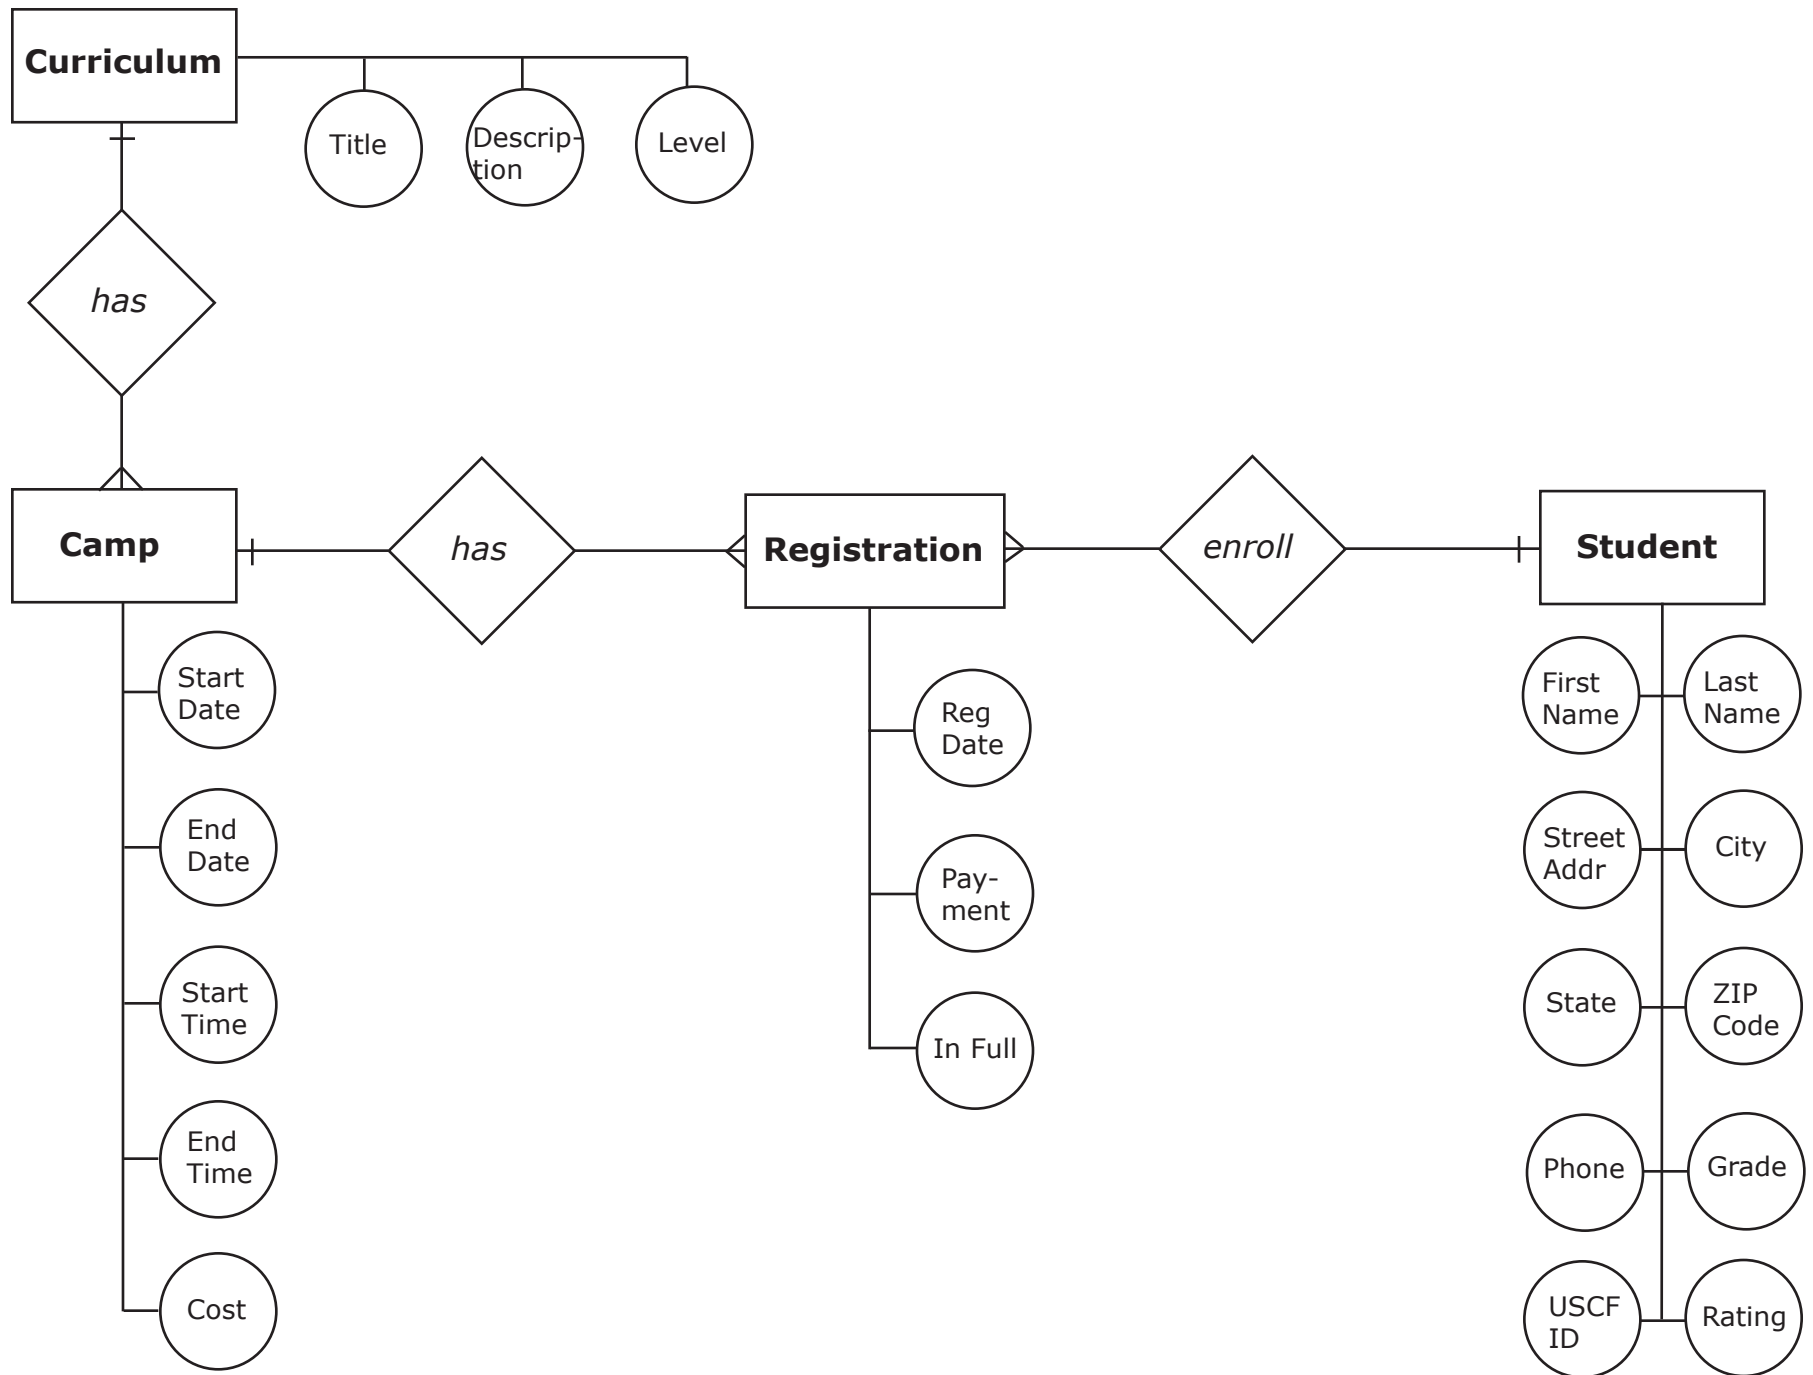 Curriculum
Title
Descrip-
tion
Level
has
Camp
has
Registration
enroll
Student
Start
Date
End
Date
Start
Time
End
Time
Cost
Reg
Date
Pay-
ment
In Full
First
Name
Last
Name
Street
Addr
City
State
ZIP
Code
Phone
Grade
USCF
ID
Rating